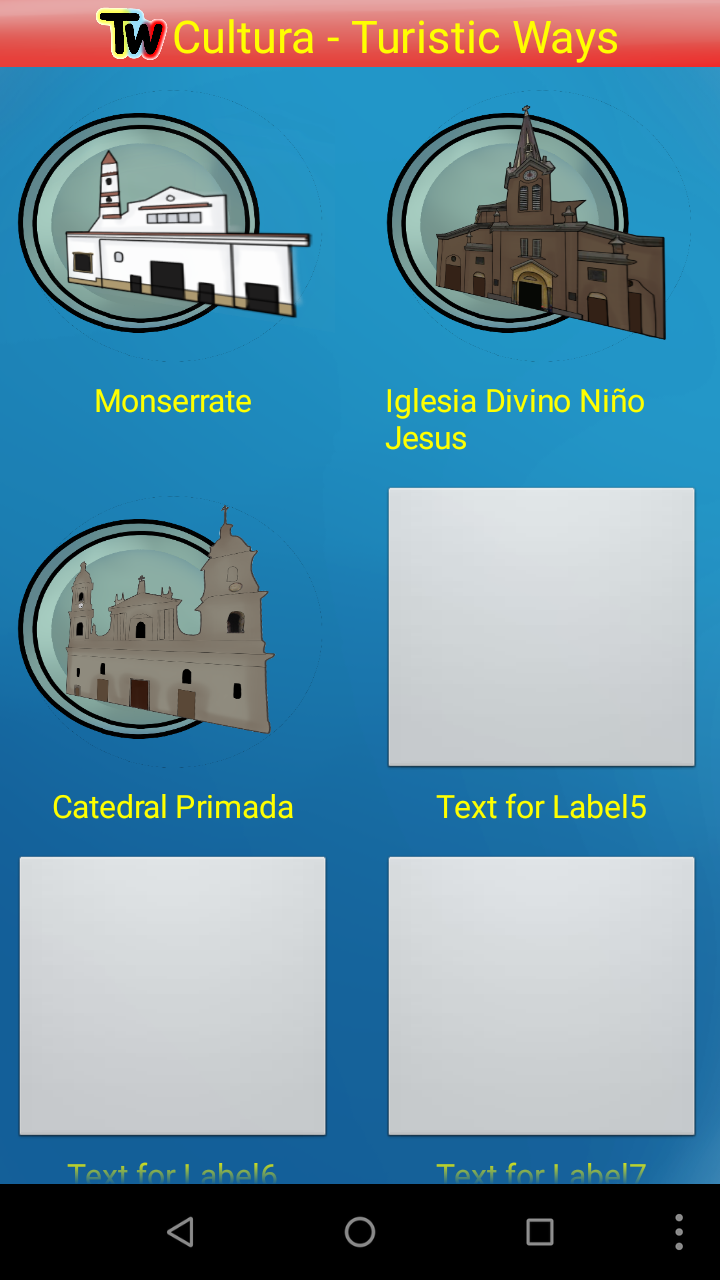 TW Cultura - Turistic Ways
Monserrate
Iglesia Divino Niño
Jesus
Catedral Primada
Text for Label5
Text for Label6
Text for Label7